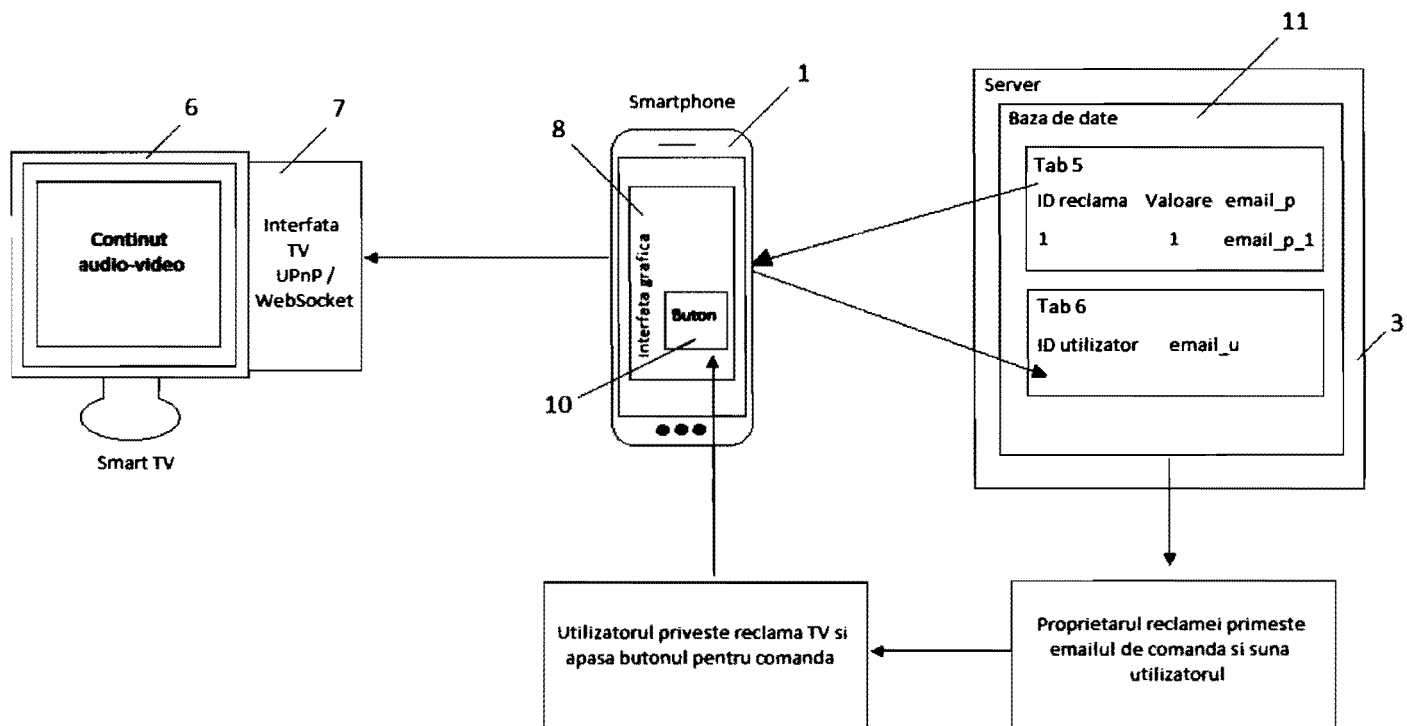 11
1
Server
6
7
Smartphone
8
Baza de date
Tab 5
ID reclama Valoare email_p
1 1 email_p_1
Continut
audio-video
Interfata
TV
UPnP /
WebSocket
Interfata grafica
Buton
Tab 6
ID utilizator email_u
3
10
Smart TV
Utilizatorul priveste reclama TV si
apasa butonul pentru comanda
Proprietarul reclamei primeste
emailul de comanda si suna
utilizatorul